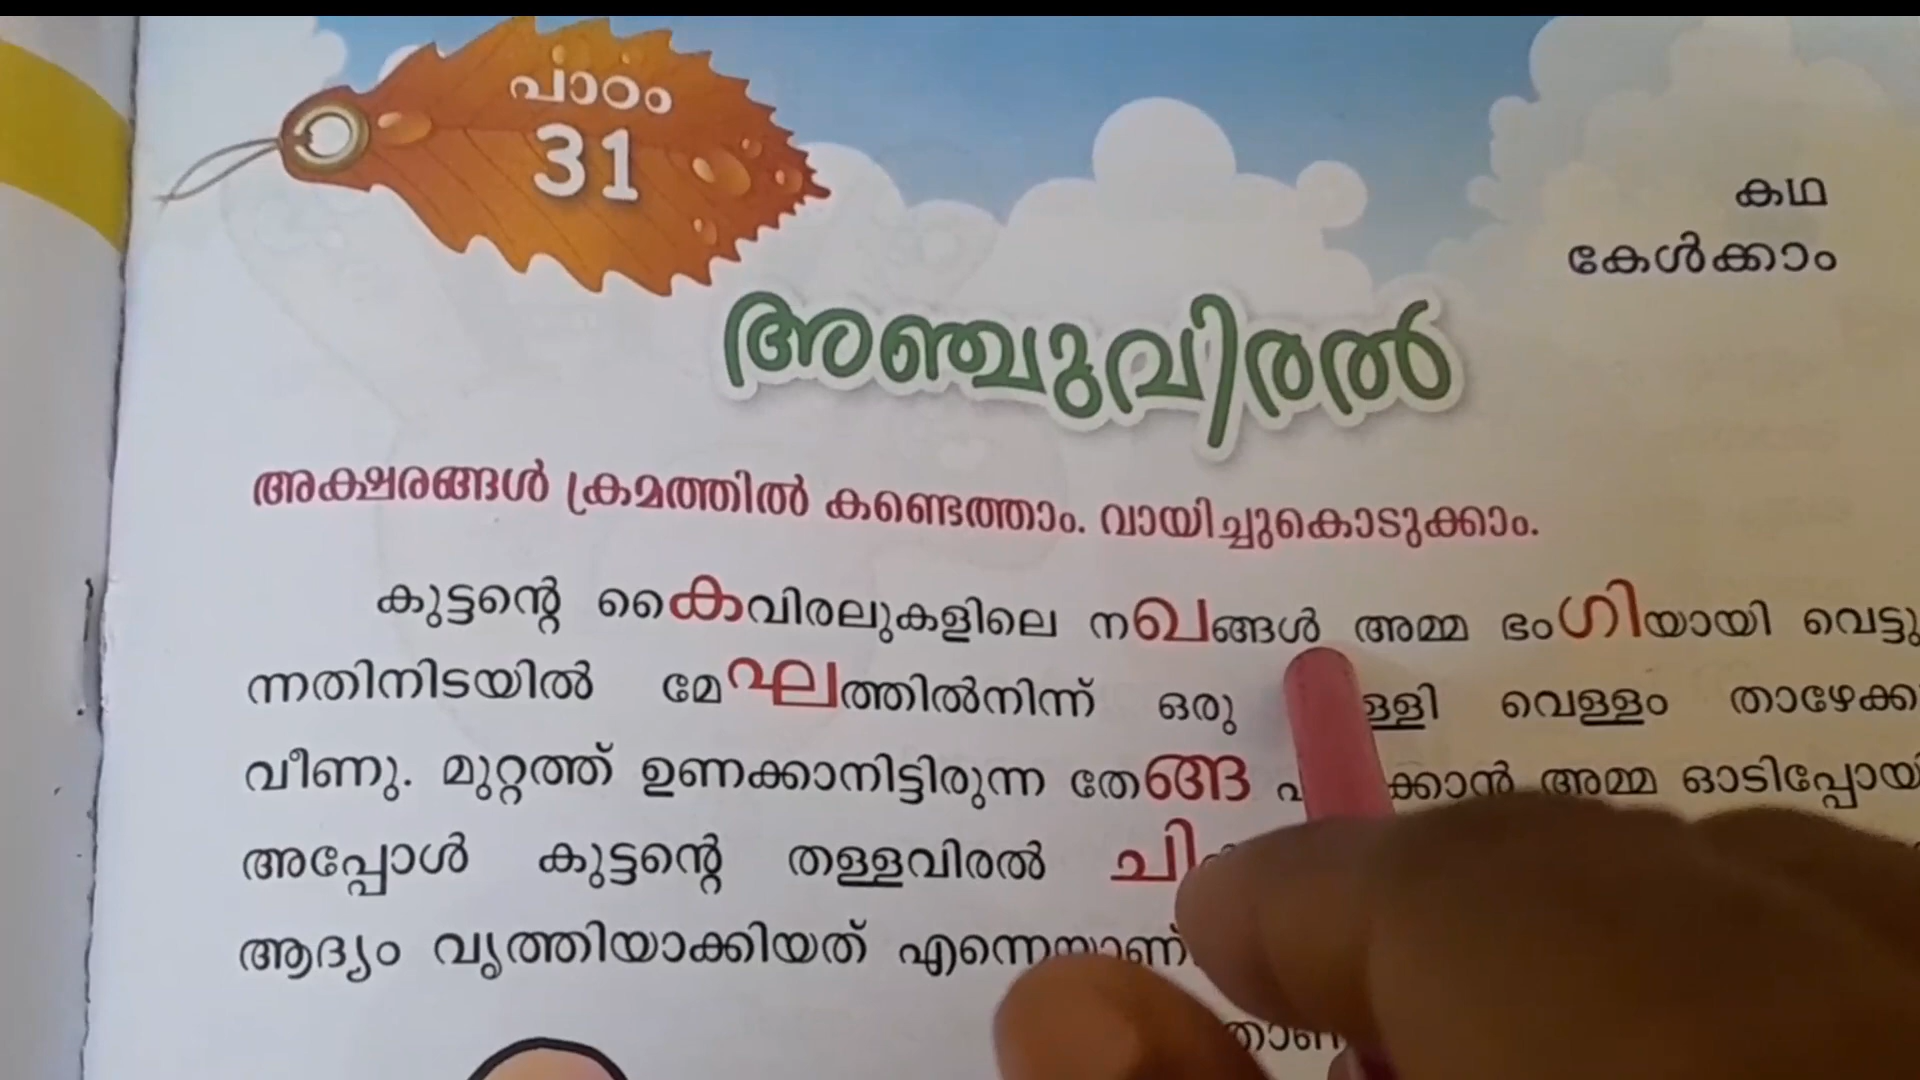 പാഠം
31
കഥ
കേൾക്കാം
അഞ്ചുവിരൽ
അക്ഷരങ്ങൾ ക്രമത്തിൽ കണ്ടെത്താം. വായിച്ചുകൊടുക്കാം.
കുട്ടന്റെ കൈവിരലുകളിലെ നഖങ്ങൾ അമ്മ ഭംഗിയായി വെട്ടു
ന്നതിനിടയിൽ മേഘത്തിൽനിന്ന് ഒരു വെള്ളം താഴേക്ക
വീണു. മുറ്റത്ത് ഉണക്കാനിട്ടിരുന്ന തേങ്ങ അമ്മ ഓടിപ്പോയി
അപ്പോൾ കുട്ടന്റെ തള്ളവിരൽ
ആദ്യം വൃത്തിയാക്കിയത് എന്നെയാണ്